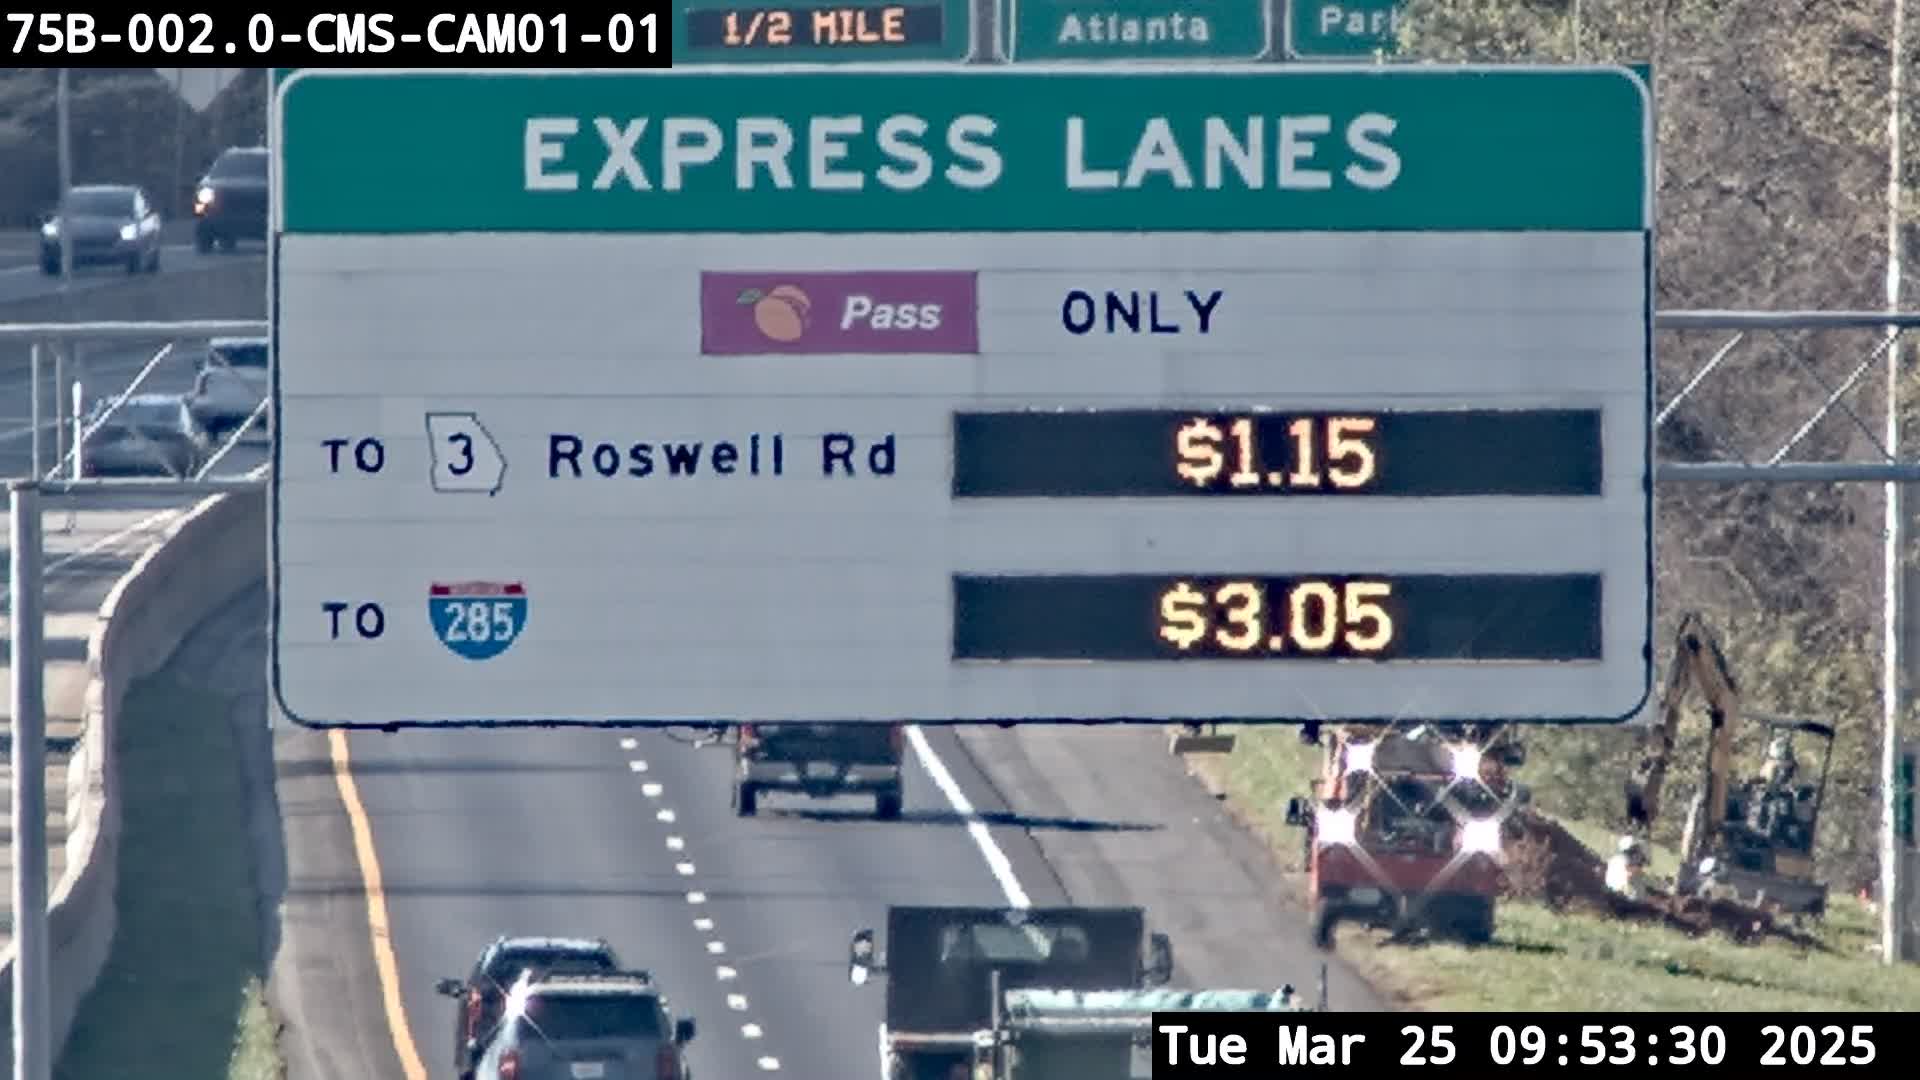 75B-002.0-CMS-CAM01-01
1/2 MILE
Atlanta
EXPRESS LANES
Pass ONLY
TO 3 Roswell Rd $1.15
TO 285 $3.05
Tue Mar 25 09:53:30 2025